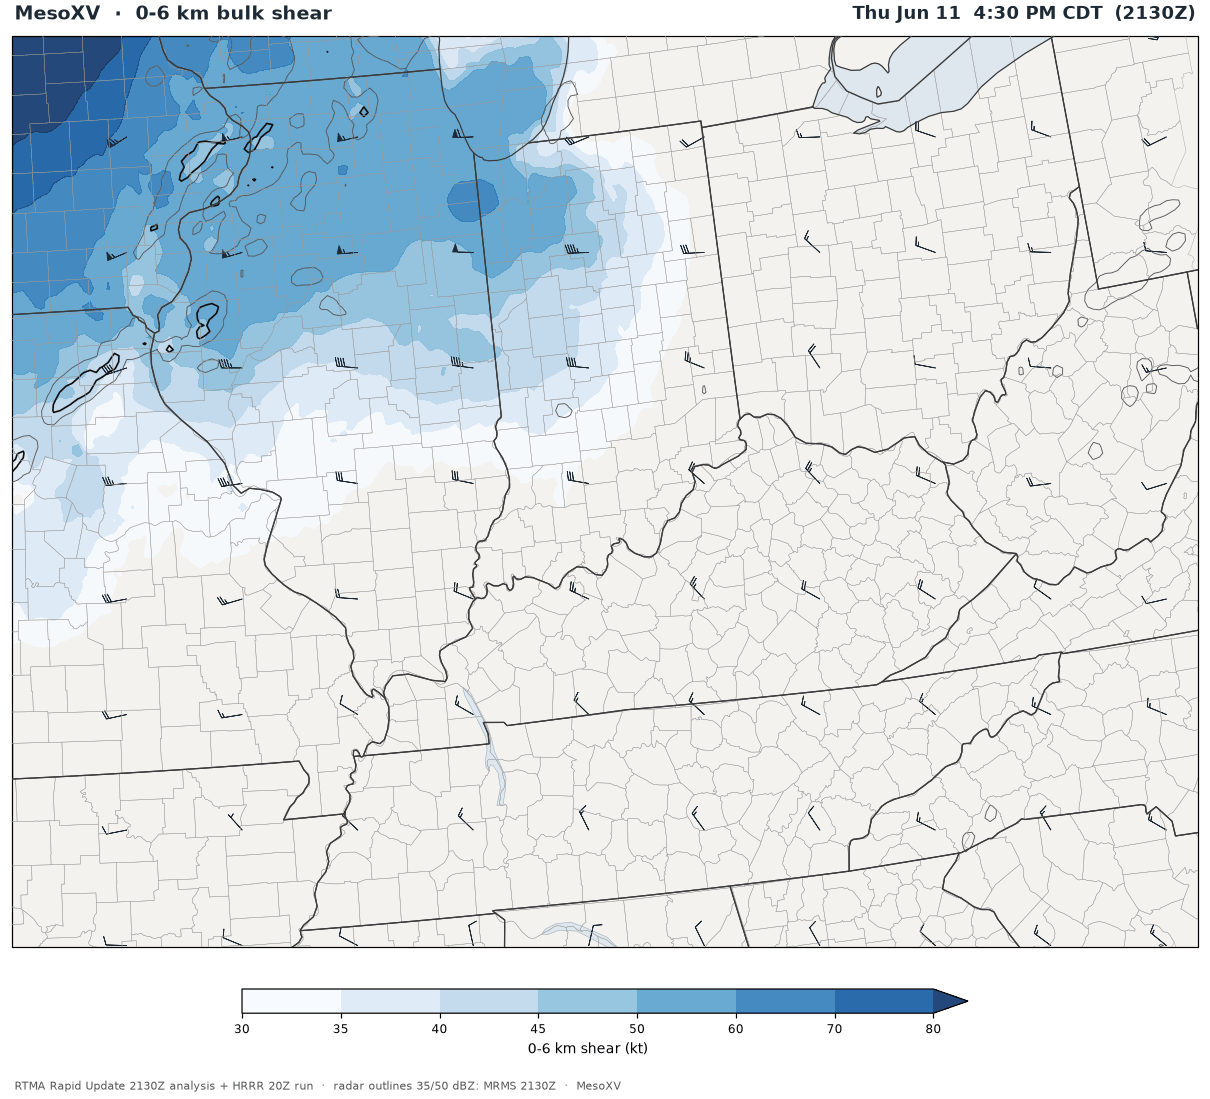 MesoXV · 0-6 km bulk shear
Thu Jun 11 4:30 PM CDT (2130Z)
30 35 40 45 50 60 70 80
0-6 km shear (kt)
RTMA Rapid Update 2130Z analysis + HRRR 20Z run · radar outlines 35/50 dBZ: MRMS 2130Z · MesoXV